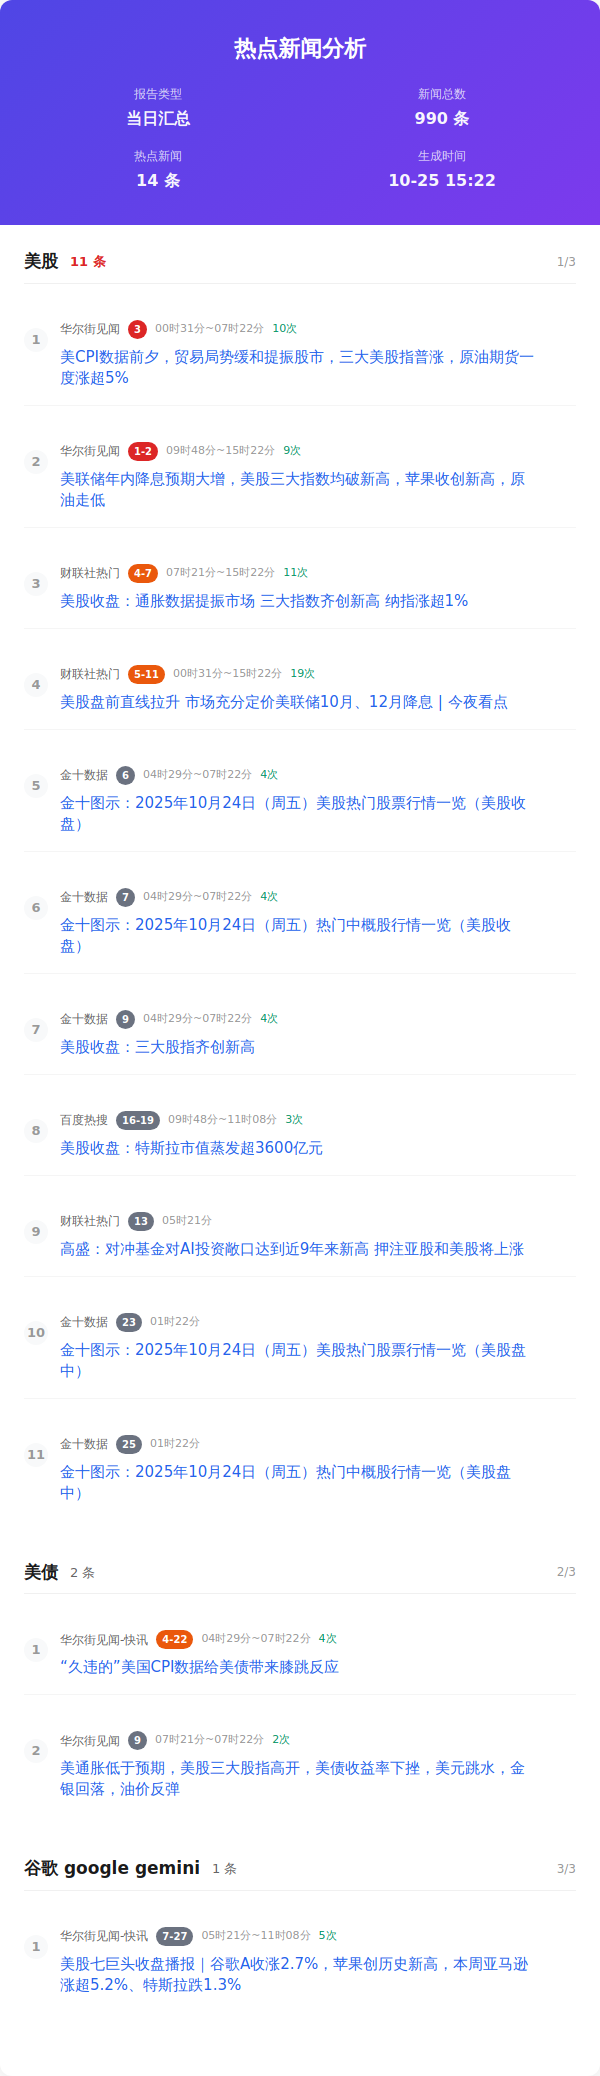 热点新闻分析
报告类型
新闻总数
当日汇总
990 条
热点新闻
生成时间
14 条
10-25 15:22
美股 11 条 1/3
1 华尔街见闻 3 00时31分~07时22分 10次
美CPI数据前夕，贸易局势缓和提振股市，三大美股指普涨，原油期货一
度涨超5%
2 华尔街见闻 1-2 09时48分~15时22分 9次
美联储年内降息预期大增，美股三大指数均破新高，苹果收创新高，原
油走低
3 财联社热门 4-7 07时21分~15时22分 11次
美股收盘：通胀数据提振市场 三大指数齐创新高 纳指涨超1%
4 财联社热门 5-11 00时31分~15时22分 19次
美股盘前直线拉升 市场充分定价美联储10月、12月降息 | 今夜看点
5 金十数据 6 04时29分~07时22分 4次
金十图示：2025年10月24日（周五）美股热门股票行情一览（美股收
盘）
6 金十数据 7 04时29分~07时22分 4次
金十图示：2025年10月24日（周五）热门中概股行情一览（美股收
盘）
7 金十数据 9 04时29分~07时22分 4次
美股收盘：三大股指齐创新高
8 百度热搜 16-19 09时48分~11时08分 3次
美股收盘：特斯拉市值蒸发超3600亿元
9 财联社热门 13 05时21分
高盛：对冲基金对AI投资敞口达到近9年来新高 押注亚股和美股将上涨
10 金十数据 23 01时22分
金十图示：2025年10月24日（周五）美股热门股票行情一览（美股盘
中）
11 金十数据 25 01时22分
金十图示：2025年10月24日（周五）热门中概股行情一览（美股盘
中）
美债 2 条 2/3
1 华尔街见闻-快讯 4-22 04时29分~07时22分 4次
“久违的”美国CPI数据给美债带来膝跳反应
2 华尔街见闻 9 07时21分~07时22分 2次
美通胀低于预期，美股三大股指高开，美债收益率下挫，美元跳水，金
银回落，油价反弹
谷歌 google gemini 1 条 3/3
1 华尔街见闻-快讯 7-27 05时21分~11时08分 5次
美股七巨头收盘播报｜谷歌A收涨2.7%，苹果创历史新高，本周亚马逊
涨超5.2%、特斯拉跌1.3%